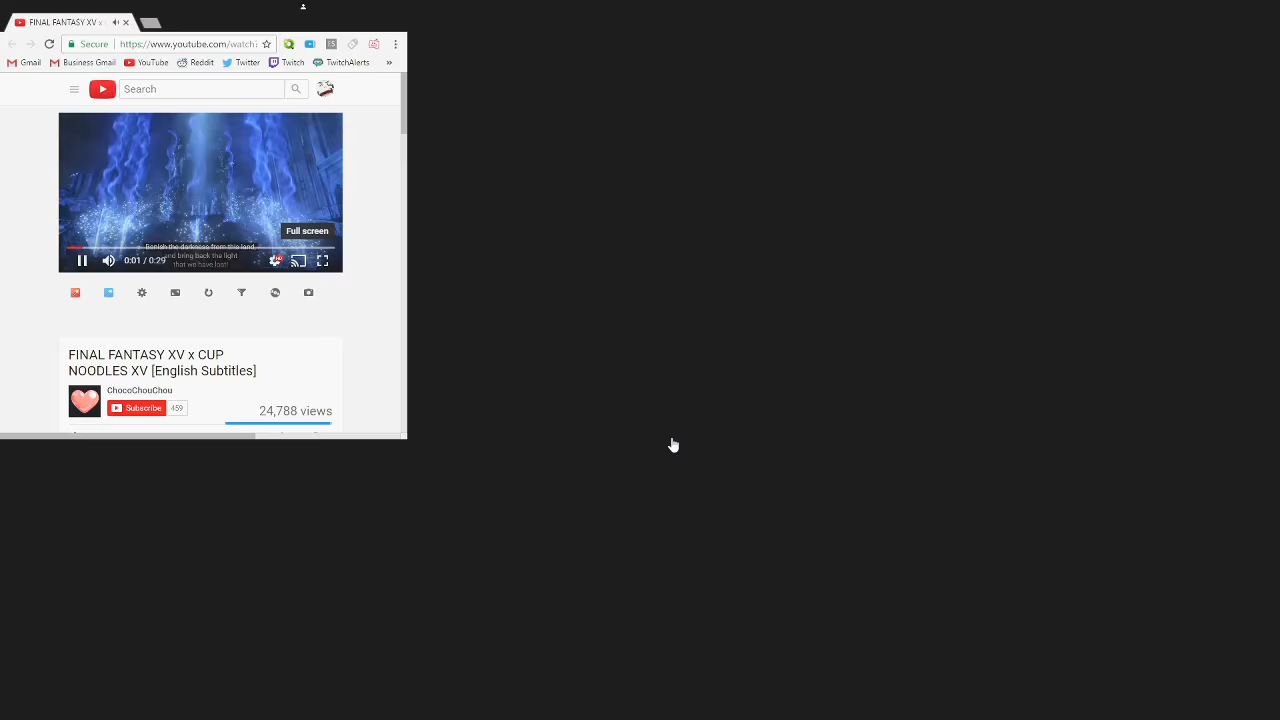 FINAL FANTASY XV x
Secure https://www.youtube.com/watch?
Gmail Business Gmail YouTube Reddit Twitter Twitch TwitchAlerts »
Search
Full screen
Banish the darkness from this land,
and bring back the light
that we have lost!
0:01 / 0:29 HD
FINAL FANTASY XV x CUP
NOODLES XV [English Subtitles]
ChocoChouChou
Subscribe 459
24,788 views